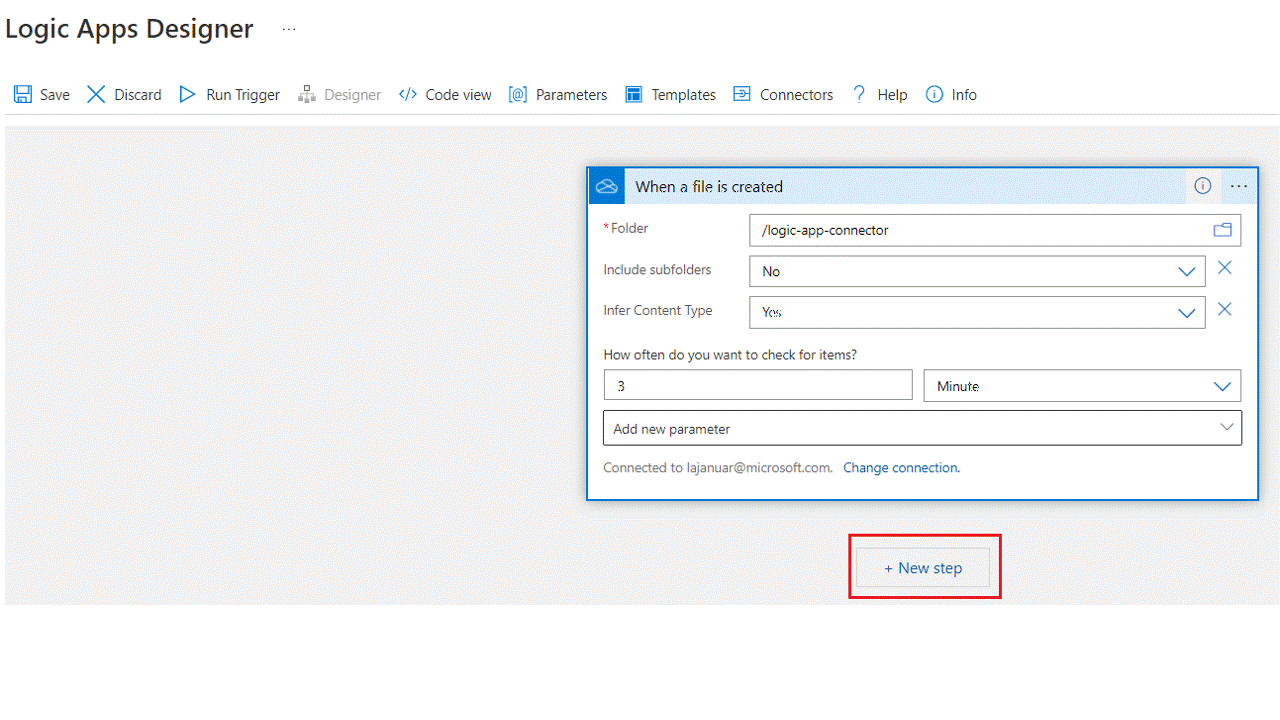 Logic Apps Designer ...
Save Discard Run Trigger Designer </> Code view [@] Parameters Templates Connectors ? Help Info
When a file is created
*Folder /logic-app-connector
Include subfolders No
Infer Content Type Yes
How often do you want to check for items?
3 Minute
Add new parameter
Connected to lajanuar@microsoft.com. Change connection.
+ New step